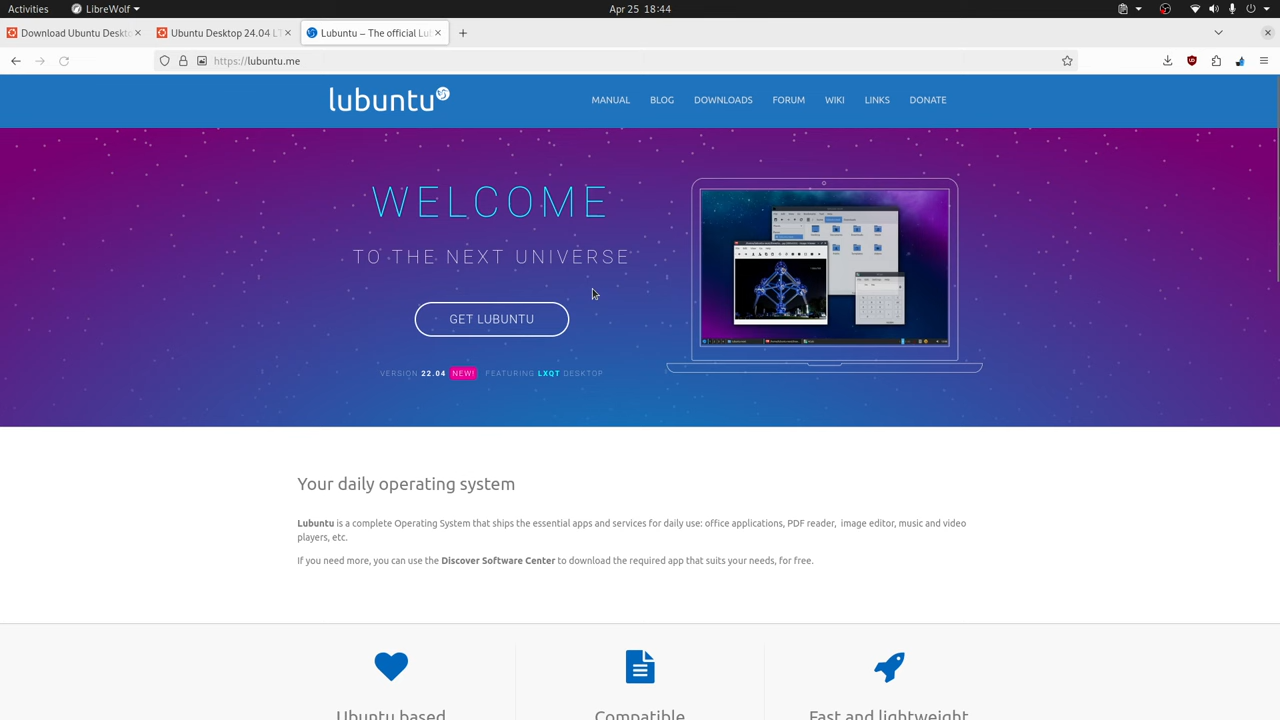 Activities LibreWolf Apr 25 18:44
Download Ubuntu Deskto Ubuntu Desktop 24.04 LT Lubuntu – The official Lu
https://lubuntu.me
lubuntu MANUAL BLOG DOWNLOADS FORUM WIKI LINKS DONATE
WELCOME
TO THE NEXT UNIVERSE
GET LUBUNTU
VERSION 22.04 NEW! FEATURING LXQT DESKTOP
Your daily operating system
Lubuntu is a complete Operating System that ships the essential apps and services for daily use: office applications, PDF reader, image editor, music and video
players, etc.
If you need more, you can use the Discover Software Center to download the required app that suits your needs, for free.
Ubuntu based Compatible Fast and lightweight